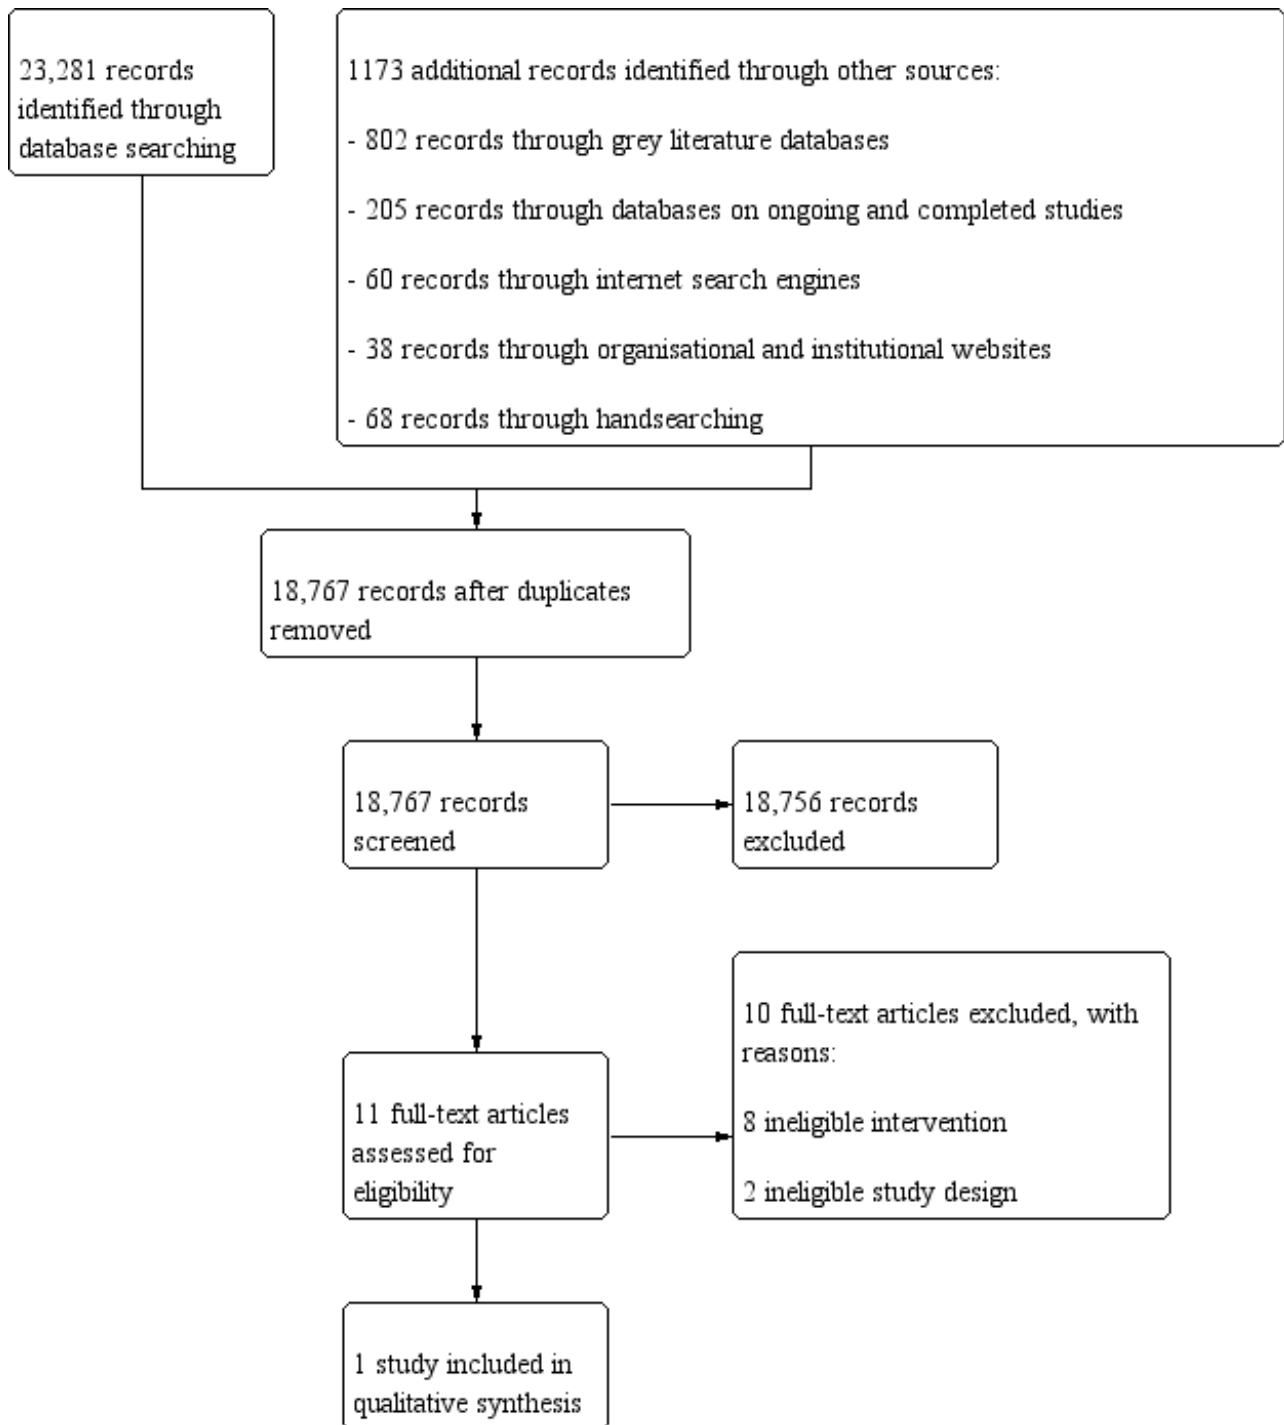 23,281 records
identified through
database searching
1173 additional records identified through other sources:
- 802 records through grey literature databases
- 205 records through databases on ongoing and completed studies
- 60 records through internet search engines
- 38 records through organisational and institutional websites
- 68 records through handsearching
18,767 records after duplicates
removed
18,767 records
screened
18,756 records
excluded
11 full-text articles
assessed for
eligibility
10 full-text articles excluded, with
reasons:
8 ineligible intervention
2 ineligible study design
1 study included in
qualitative synthesis